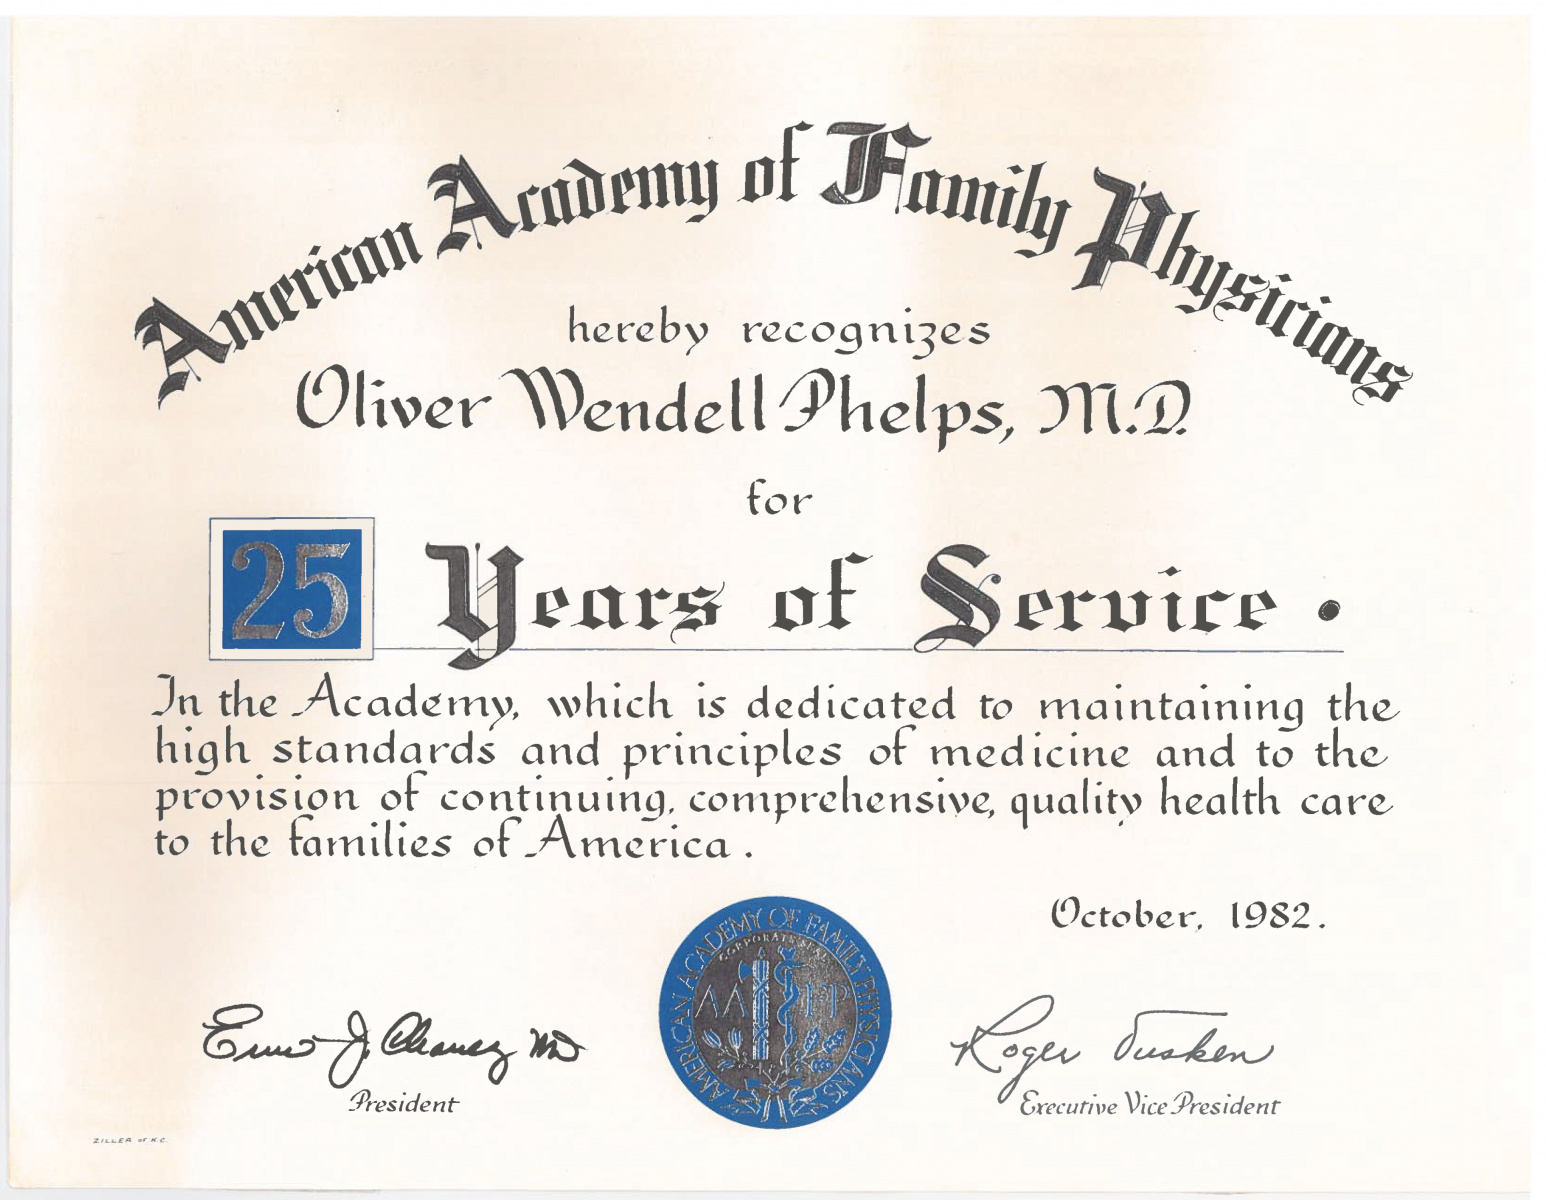 American Academy of Family Physicians
hereby recognizes
Oliver Wendell Phelps, M.D.
for
25 Years of Service.
In the Academy, which is dedicated to maintaining the
high standards and principles of medicine and to the
provision of continuing, comprehensive, quality health care
to the families of America.
October, 1982.
AMERICAN ACADEMY OF FAMILY PHYSICIANS
CORPORATE SEAL
AA FP
J. Chaney MD
Roger Tusken
President
Executive Vice President
ZILLER OF K.C.